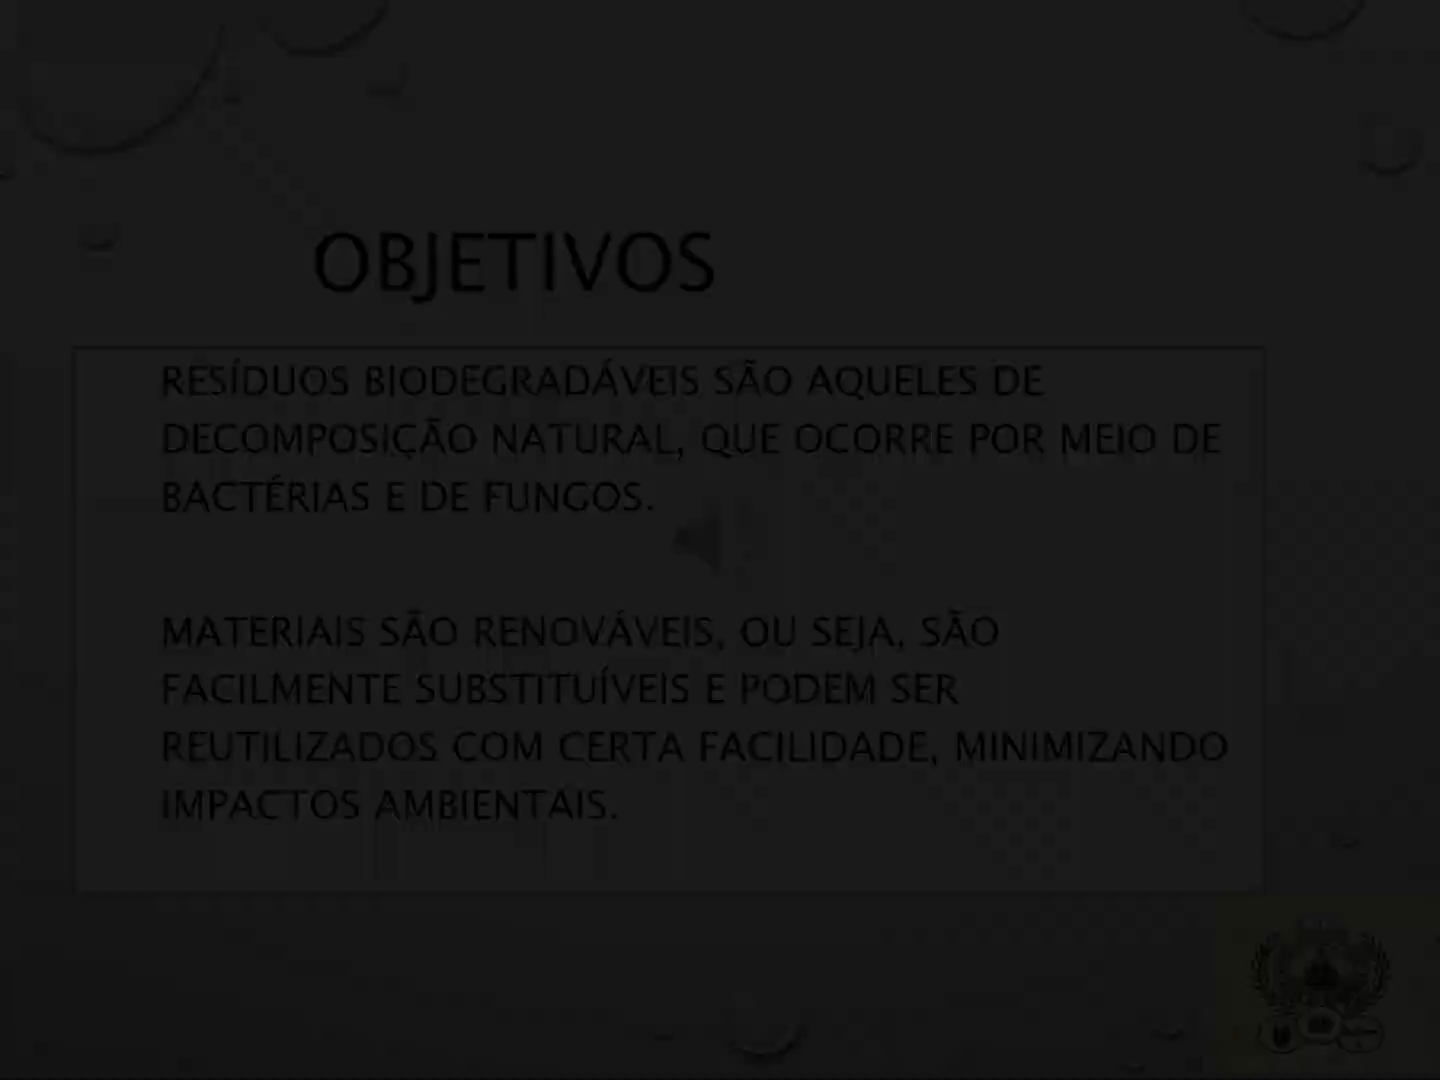 OBJETIVOS
RESÍDUOS BIODEGRADÁVEIS SÃO AQUELES DE
DECOMPOSIÇÃO NATURAL, QUE OCORRE POR MEIO DE
BACTÉRIAS E DE FUNGOS.
MATERIAIS SÃO RENOVÁVEIS, OU SEJA, SÃO
FACILMENTE SUBSTITUÍVEIS E PODEM SER
REUTILIZADOS COM CERTA FACILIDADE, MINIMIZANDO
IMPACTOS AMBIENTAIS.